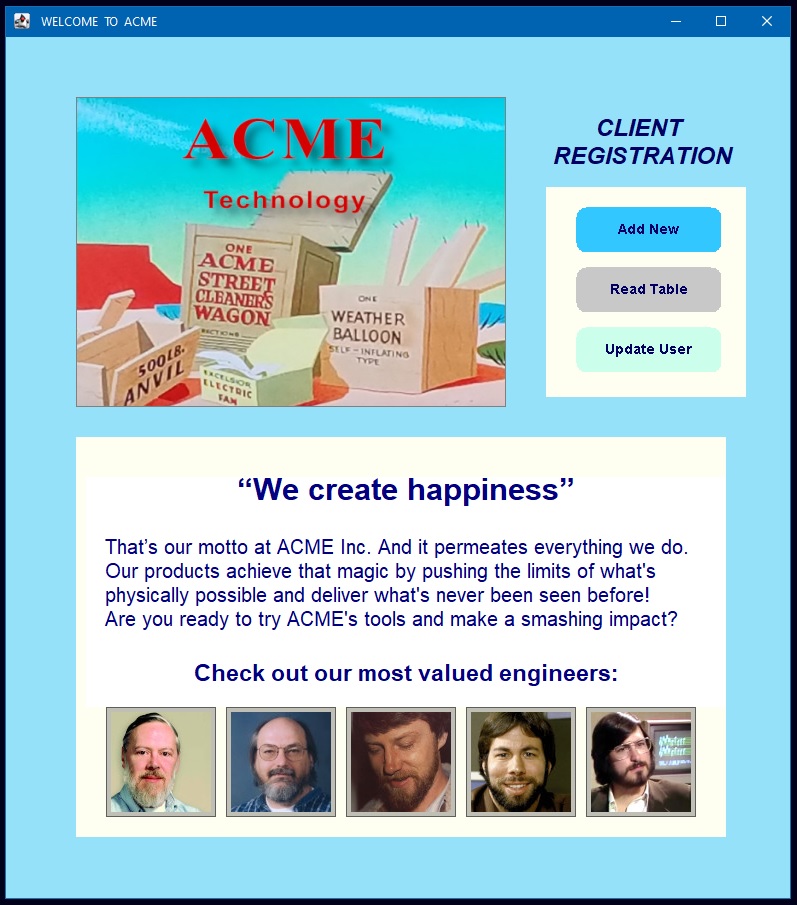 WELCOME TO ACME
ACME
Technology
ONE
ACME
STREET
CLEANER'S
WAGON
ONE
WEATHER
BALLOON
SELF-INFLATING
TYPE
500 LB.
ANVIL
EXCELSIOR
ELECTRIC
FAN
CLIENT
REGISTRATION
Add New
Read Table
Update User
“We create happiness”
That’s our motto at ACME Inc. And it permeates everything we do.
Our products achieve that magic by pushing the limits of what's
physically possible and deliver what's never been seen before!
Are you ready to try ACME's tools and make a smashing impact?
Check out our most valued engineers: